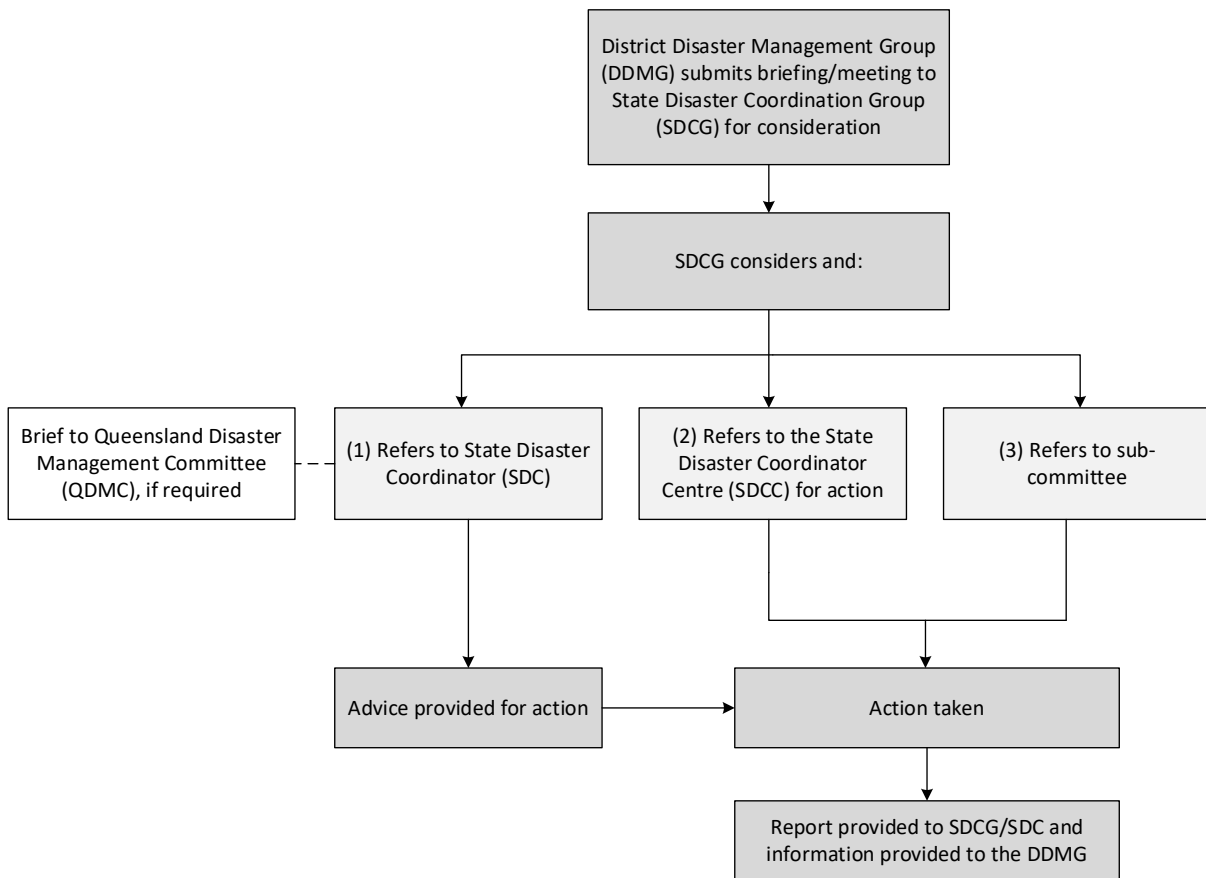 District Disaster Management Group
(DDMG) submits briefing/meeting to
State Disaster Coordination Group
(SDCG) for consideration
SDCG considers and:
Brief to Queensland Disaster
Management Committee
(QDMC), if required
(1) Refers to State Disaster
Coordinator (SDC)
(2) Refers to the State
Disaster Coordinator
Centre (SDCC) for action
(3) Refers to sub-
committee
Advice provided for action
Action taken
Report provided to SDCG/SDC and
information provided to the DDMG